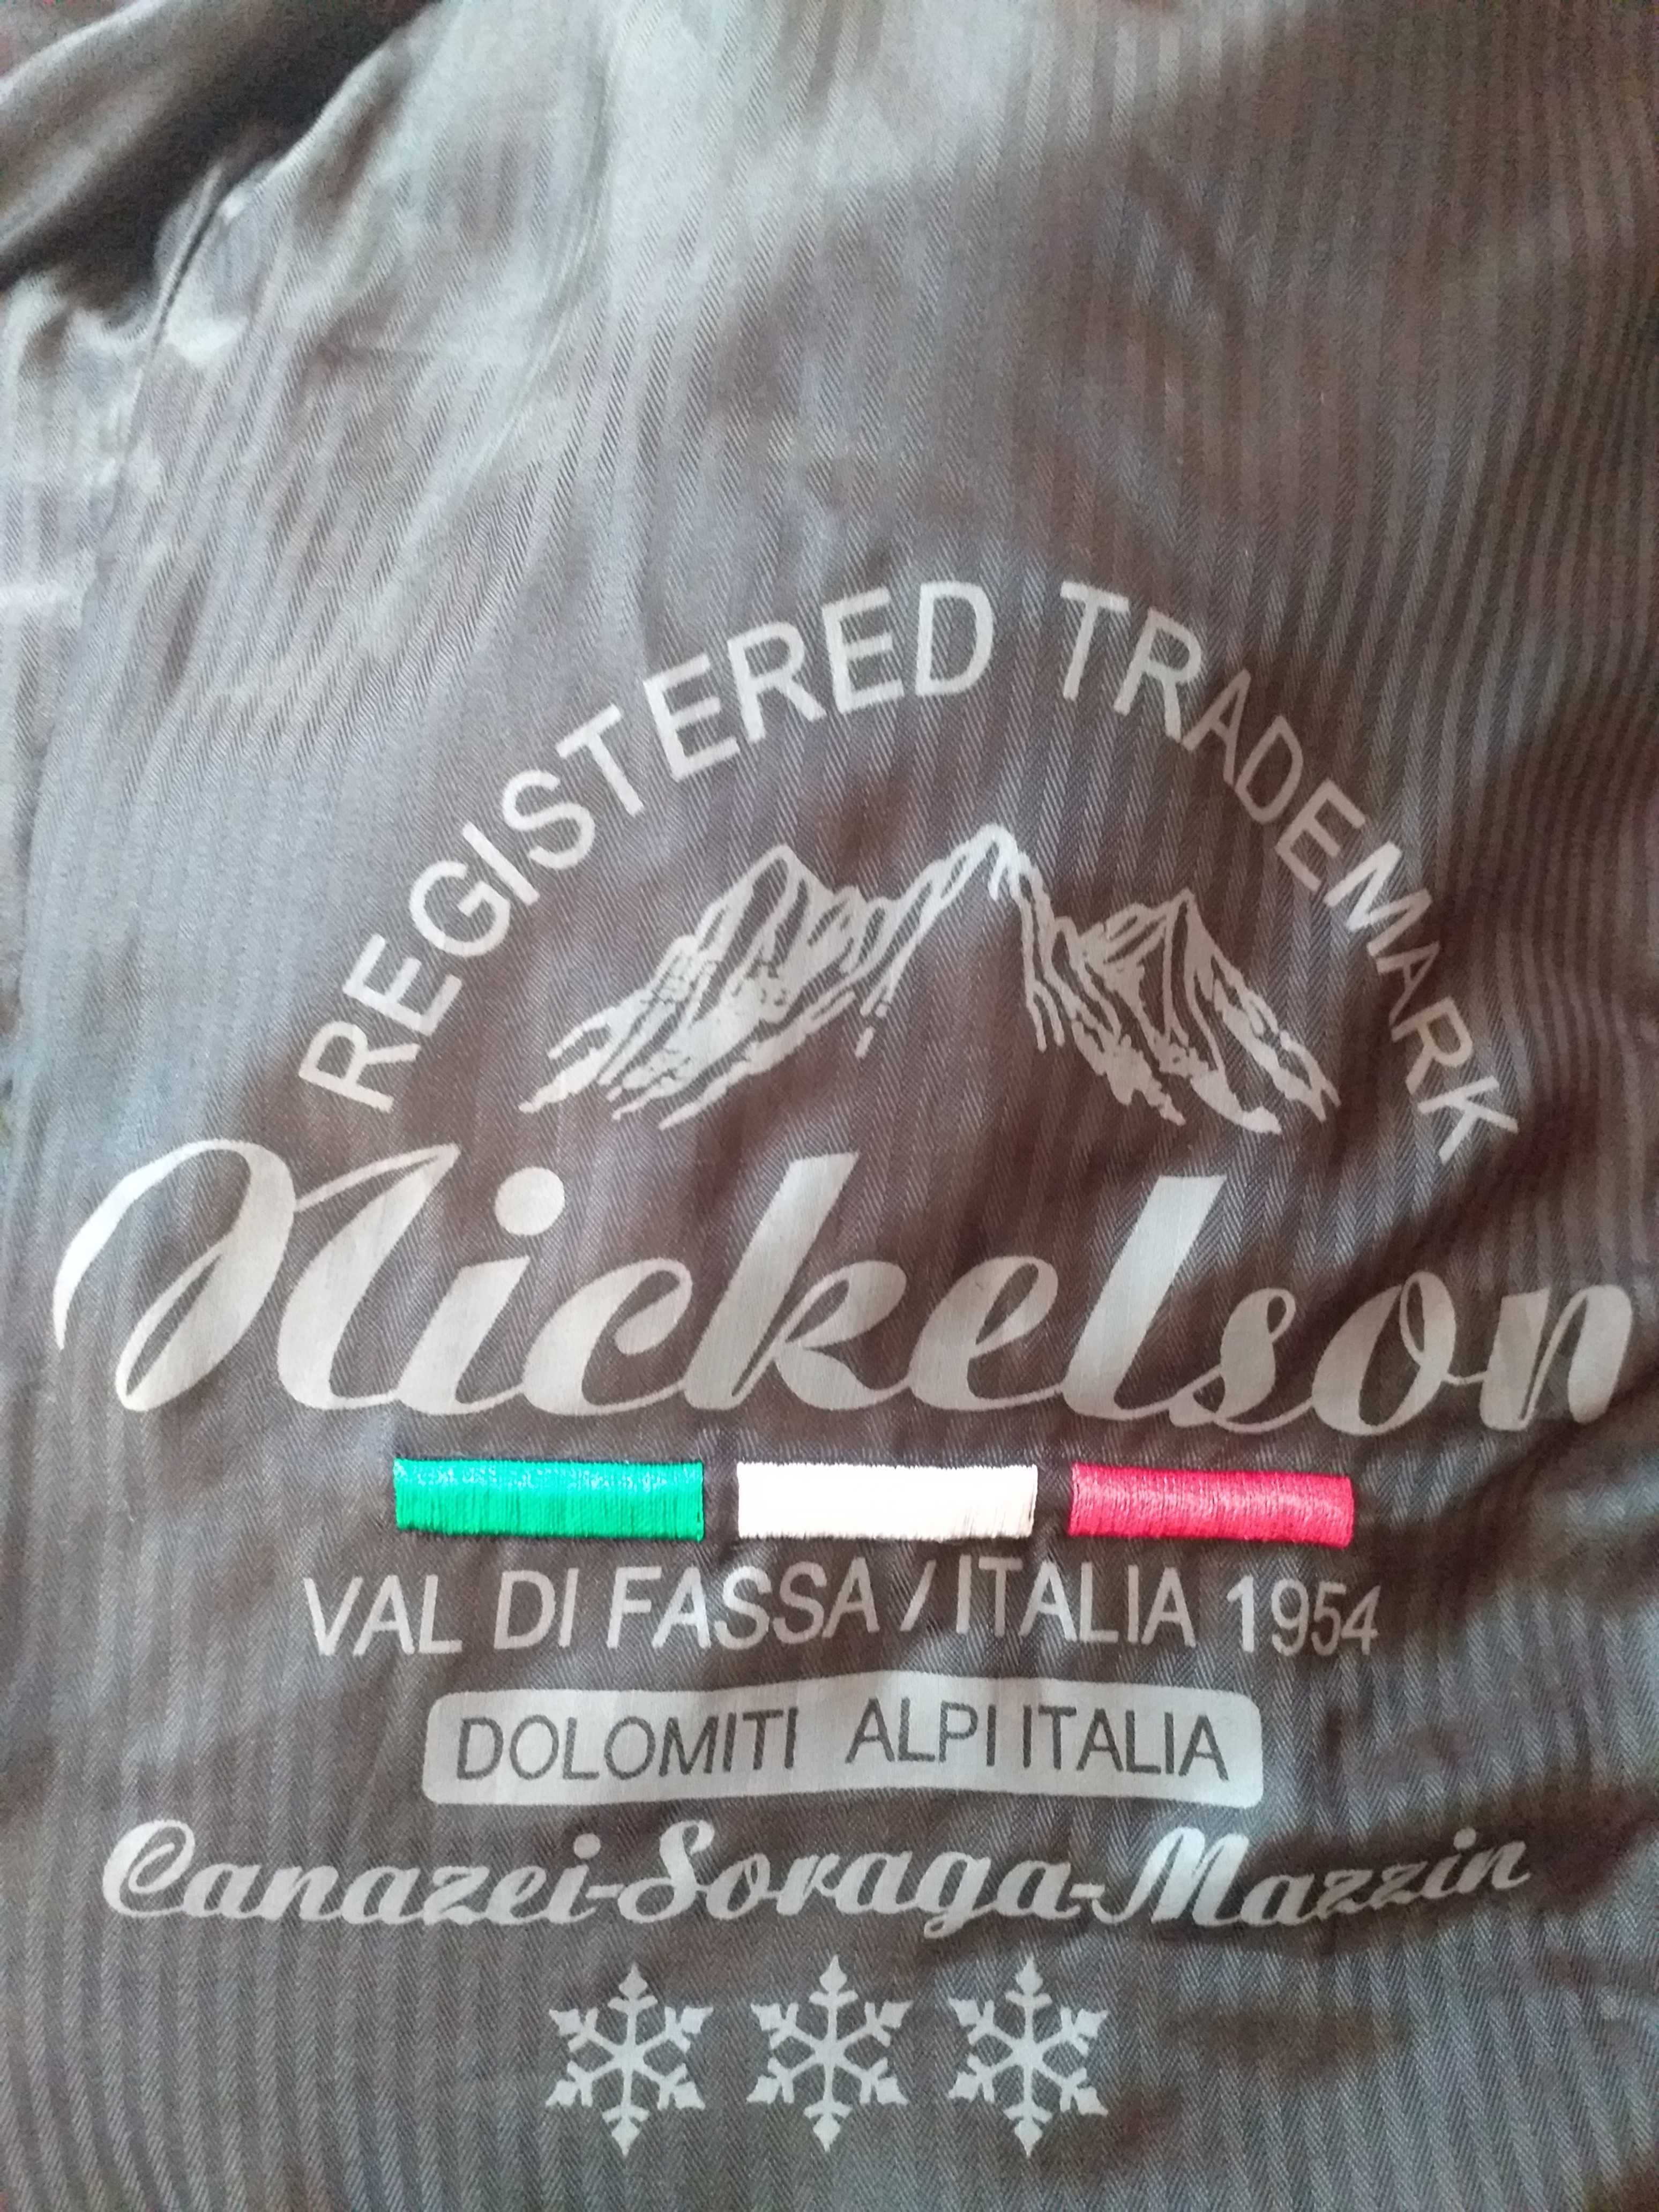 REGISTERED TRADEMARK
Nickelson
VAL DI FASSA / ITALIA 1954
DOLOMITI ALPI ITALIA
Canazei-Soraga-Mazzin